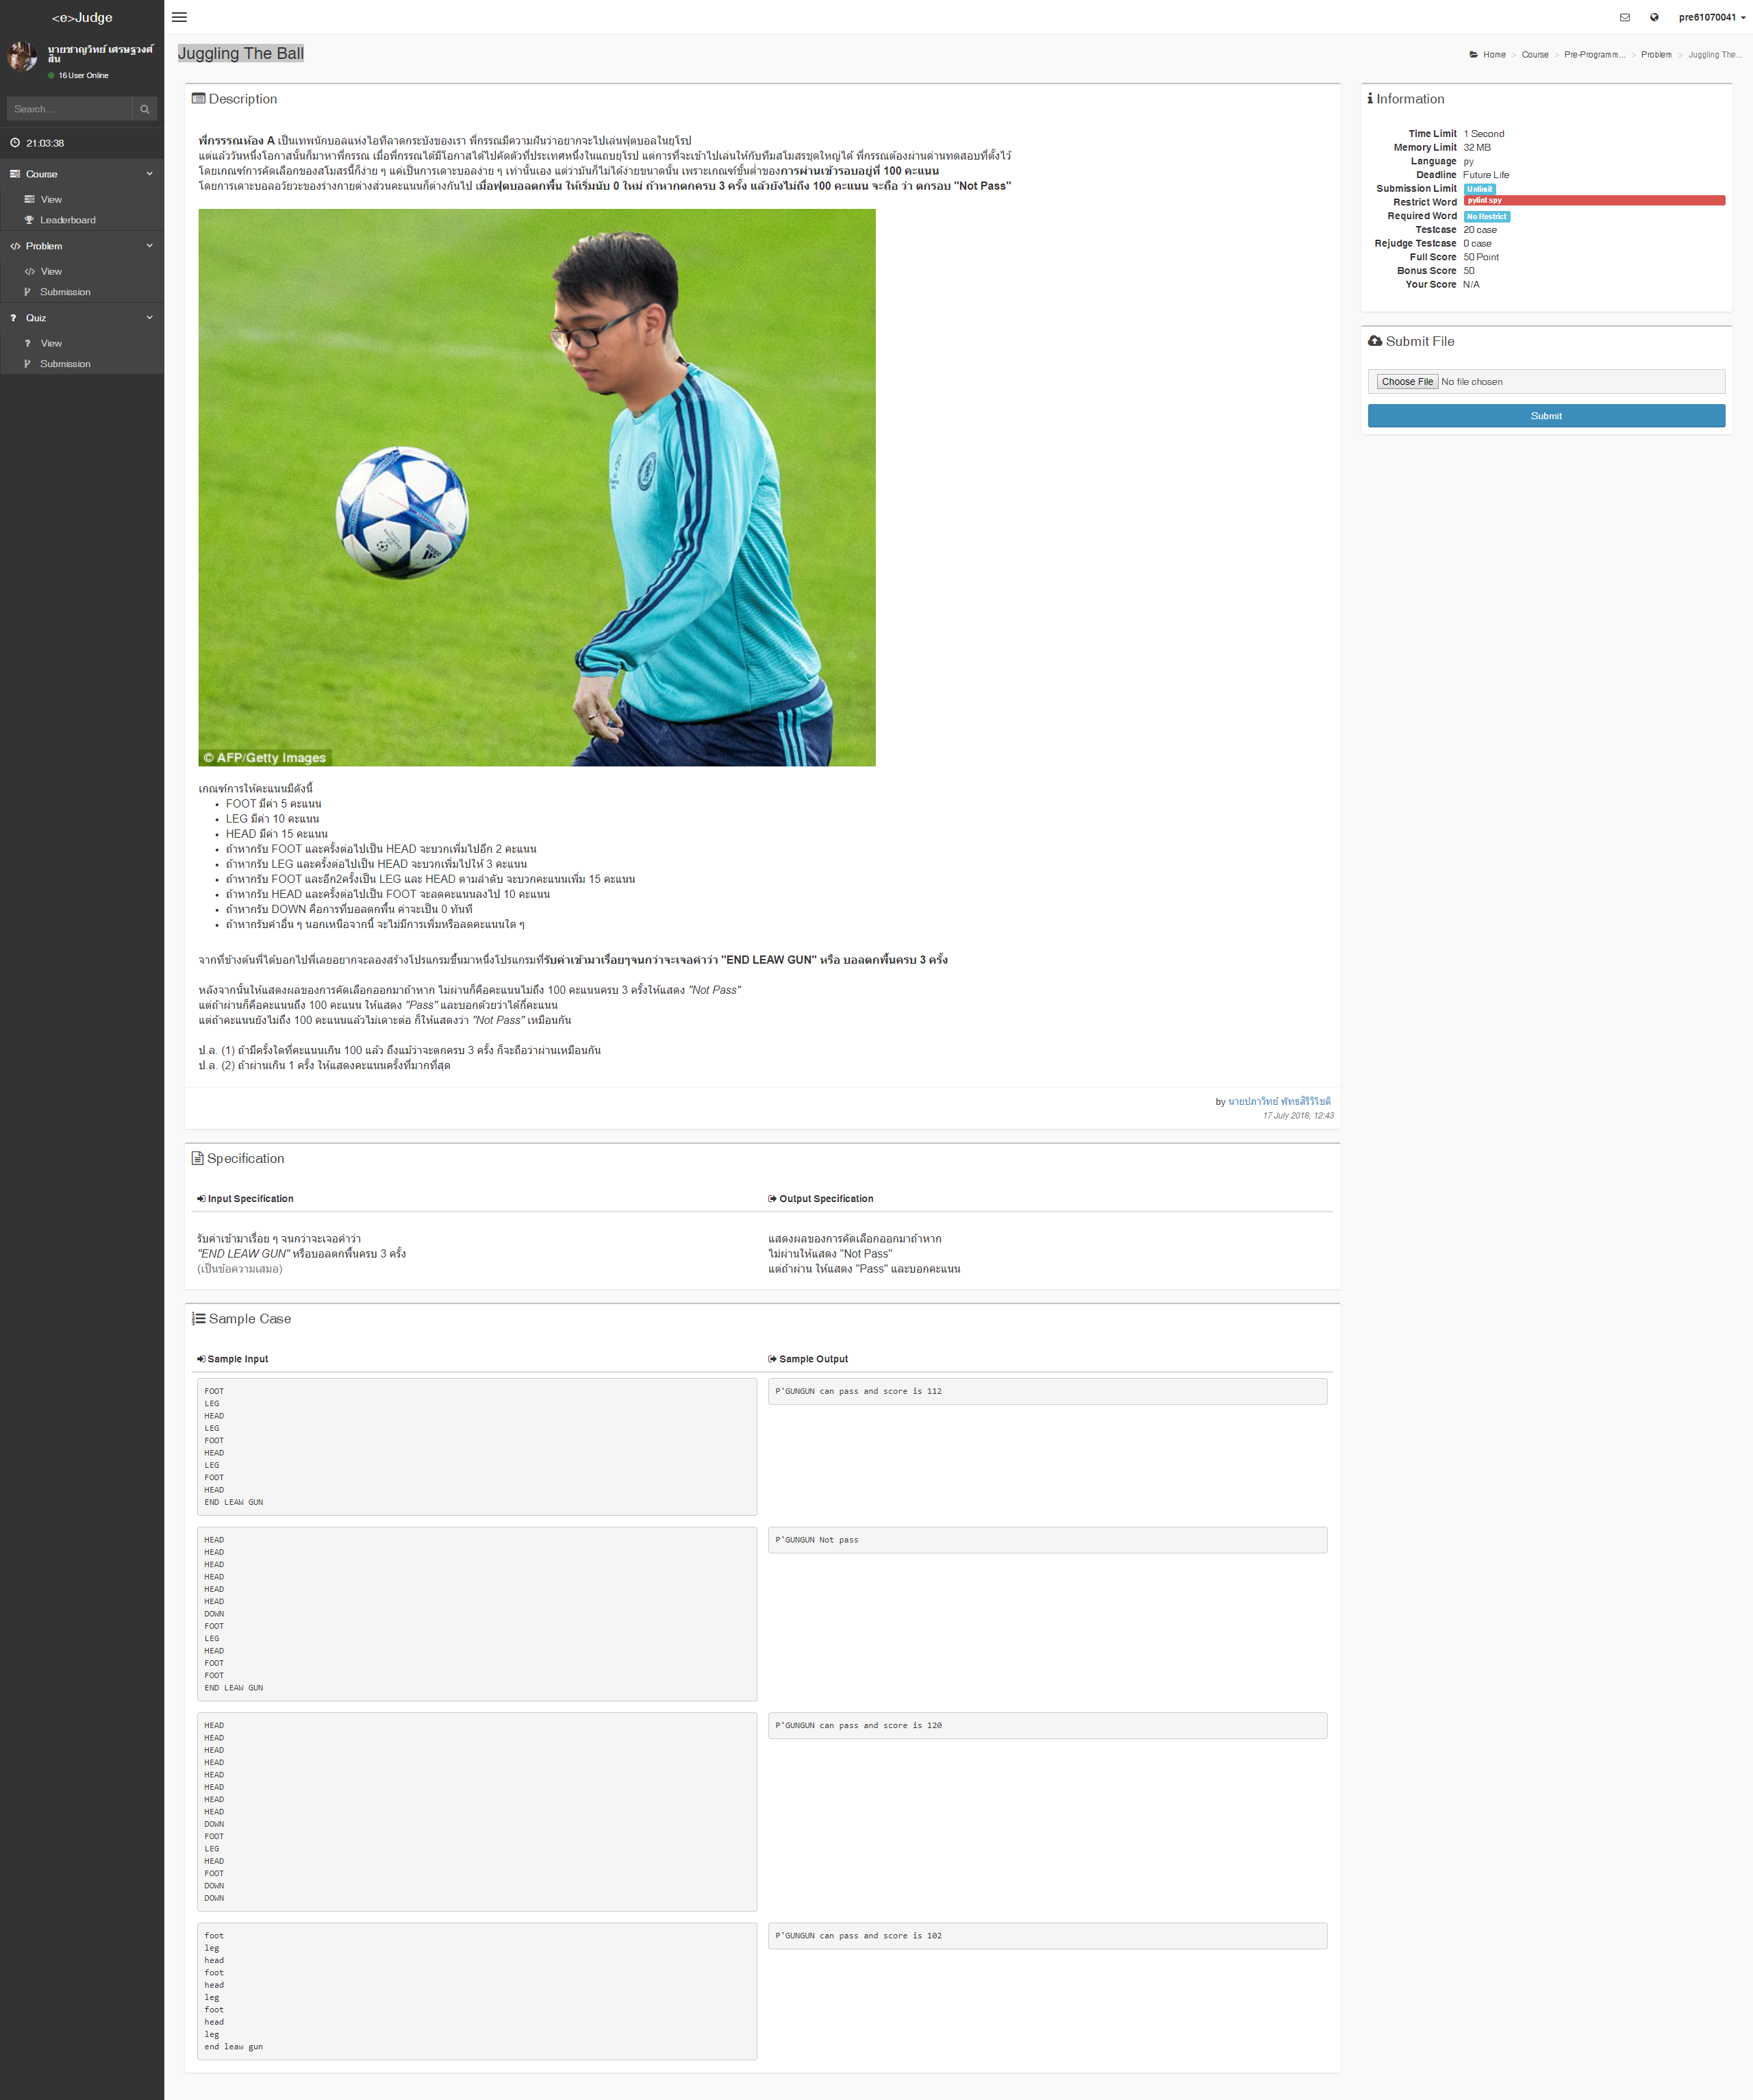 <e>Judge
pre61070041
นายชาญวิทย์ เศรษฐวงศ์
สิน
16 User Online
Search...
21:03:38
Course
View
Leaderboard
Problem
View
Submission
Quiz
View
Submission
Juggling The Ball
Home > Course > Pre-Programm... > Problem > Juggling The...
Description
พี่กรรรณห้อง A เป็นเทพนักบอลแห่งไอทีลาดกระบังของเรา พี่กรรณมีความฝันว่าอยากจะไปเล่นฟุตบอลในยุโรป
แต่แล้ววันหนึ่งโอกาสนั้นก็มาหาพี่กรรณ เมื่อพี่กรรณได้มีโอกาสได้ไปคัดตัวที่ประเทศหนึ่งในแถบยุโรป แต่การที่จะเข้าไปเล่นให้กับทีมสโมสรชุดใหญ่ได้ พี่กรรณต้องผ่านด่านทดสอบที่ตั้งไว้
โดยเกณฑ์การคัดเลือกของสโมสรนี้ก็ง่าย ๆ แค่เป็นการเดาะบอลง่าย ๆ เท่านั้นเอง แต่ว่ามันก็ไม่ได้ง่ายขนาดนั้น เพราะเกณฑ์ขั้นต่ำของการผ่านเข้ารอบอยู่ที่ 100 คะแนน
โดยการเดาะบอลอวัยวะของร่างกายต่างส่วนคะแนนก็ต่างกันไป เมื่อฟุตบอลตกพื้น ให้เริ่มนับ 0 ใหม่ ถ้าหากตกครบ 3 ครั้ง แล้วยังไม่ถึง 100 คะแนน จะถือ ว่า ตกรอบ "Not Pass"
© AFP/Getty Images
เกณฑ์การให้คะแนนมีดังนี้
• FOOT มีค่า 5 คะแนน
• LEG มีค่า 10 คะแนน
• HEAD มีค่า 15 คะแนน
• ถ้าหากรับ FOOT และครั้งต่อไปเป็น HEAD จะบวกเพิ่มไปอีก 2 คะแนน
• ถ้าหากรับ LEG และครั้งต่อไปเป็น HEAD จะบวกเพิ่มไปให้ 3 คะแนน
• ถ้าหากรับ FOOT และอีก2ครั้งเป็น LEG และ HEAD ตามลำดับ จะบวกคะแนนเพิ่ม 15 คะแนน
• ถ้าหากรับ HEAD และครั้งต่อไปเป็น FOOT จะลดคะแนนลงไป 10 คะแนน
• ถ้าหากรับ DOWN คือการที่บอลตกพื้น ค่าจะเป็น 0 ทันที
• ถ้าหากรับค่าอื่น ๆ นอกเหนือจากนี้ จะไม่มีการเพิ่มหรือลดคะแนนใด ๆ
จากที่ข้างต้นพี่ได้บอกไปพี่เลยอยากจะลองสร้างโปรแกรมขึ้นมาหนึ่งโปรแกรมที่รับค่าเข้ามาเรื่อยๆจนกว่าจะเจอคำว่า "END LEAW GUN" หรือ บอลตกพื้นครบ 3 ครั้ง
หลังจากนั้นให้แสดงผลของการคัดเลือกออกมาถ้าหาก ไม่ผ่านก็คือคะแนนไม่ถึง 100 คะแนนครบ 3 ครั้งให้แสดง "Not Pass"
แต่ถ้าผ่านก็คือคะแนนถึง 100 คะแนน ให้แสดง "Pass" และบอกด้วยว่าได้กี่คะแนน
แต่ถ้าคะแนนยังไม่ถึง 100 คะแนนแล้วไม่เดาะต่อ ก็ให้แสดงว่า "Not Pass" เหมือนกัน
ป.ล. (1) ถ้ามีครั้งใดที่คะแนนเกิน 100 แล้ว ถึงแม้ว่าจะตกครบ 3 ครั้ง ก็จะถือว่าผ่านเหมือนกัน
ป.ล. (2) ถ้าผ่านเกิน 1 ครั้ง ให้แสดงคะแนนครั้งที่มากที่สุด
by นายปภาวิทย์ พัทธสิริวิโชติ
17 July 2018, 12:43
Information
Time Limit 1 Second
Memory Limit 32 MB
Language py
Deadline Future Life
Submission Limit Unlimit
Restrict Word pylint spy
Required Word No Restrict
Testcase 20 case
Rejudge Testcase 0 case
Full Score 50 Point
Bonus Score 50
Your Score N/A
Submit File
Choose File No file chosen
Submit
Specification
Input Specification
รับค่าเข้ามาเรื่อย ๆ จนกว่าจะเจอคำว่า
"END LEAW GUN" หรือบอลตกพื้นครบ 3 ครั้ง
(เป็นข้อความเสมอ)
Output Specification
แสดงผลของการคัดเลือกออกมาถ้าหาก
ไม่ผ่านให้แสดง "Not Pass"
แต่ถ้าผ่าน ให้แสดง "Pass" และบอกคะแนน
Sample Case
Sample Input
Sample Output
FOOT
LEG
HEAD
LEG
FOOT
HEAD
LEG
FOOT
HEAD
END LEAW GUN
P'GUNGUN can pass and score is 112
HEAD
HEAD
HEAD
HEAD
HEAD
HEAD
DOWN
FOOT
LEG
HEAD
FOOT
FOOT
END LEAW GUN
P'GUNGUN Not pass
HEAD
HEAD
HEAD
HEAD
HEAD
HEAD
HEAD
HEAD
DOWN
FOOT
LEG
HEAD
FOOT
DOWN
DOWN
P'GUNGUN can pass and score is 120
foot
leg
head
foot
head
leg
foot
head
leg
end leaw gun
P'GUNGUN can pass and score is 102